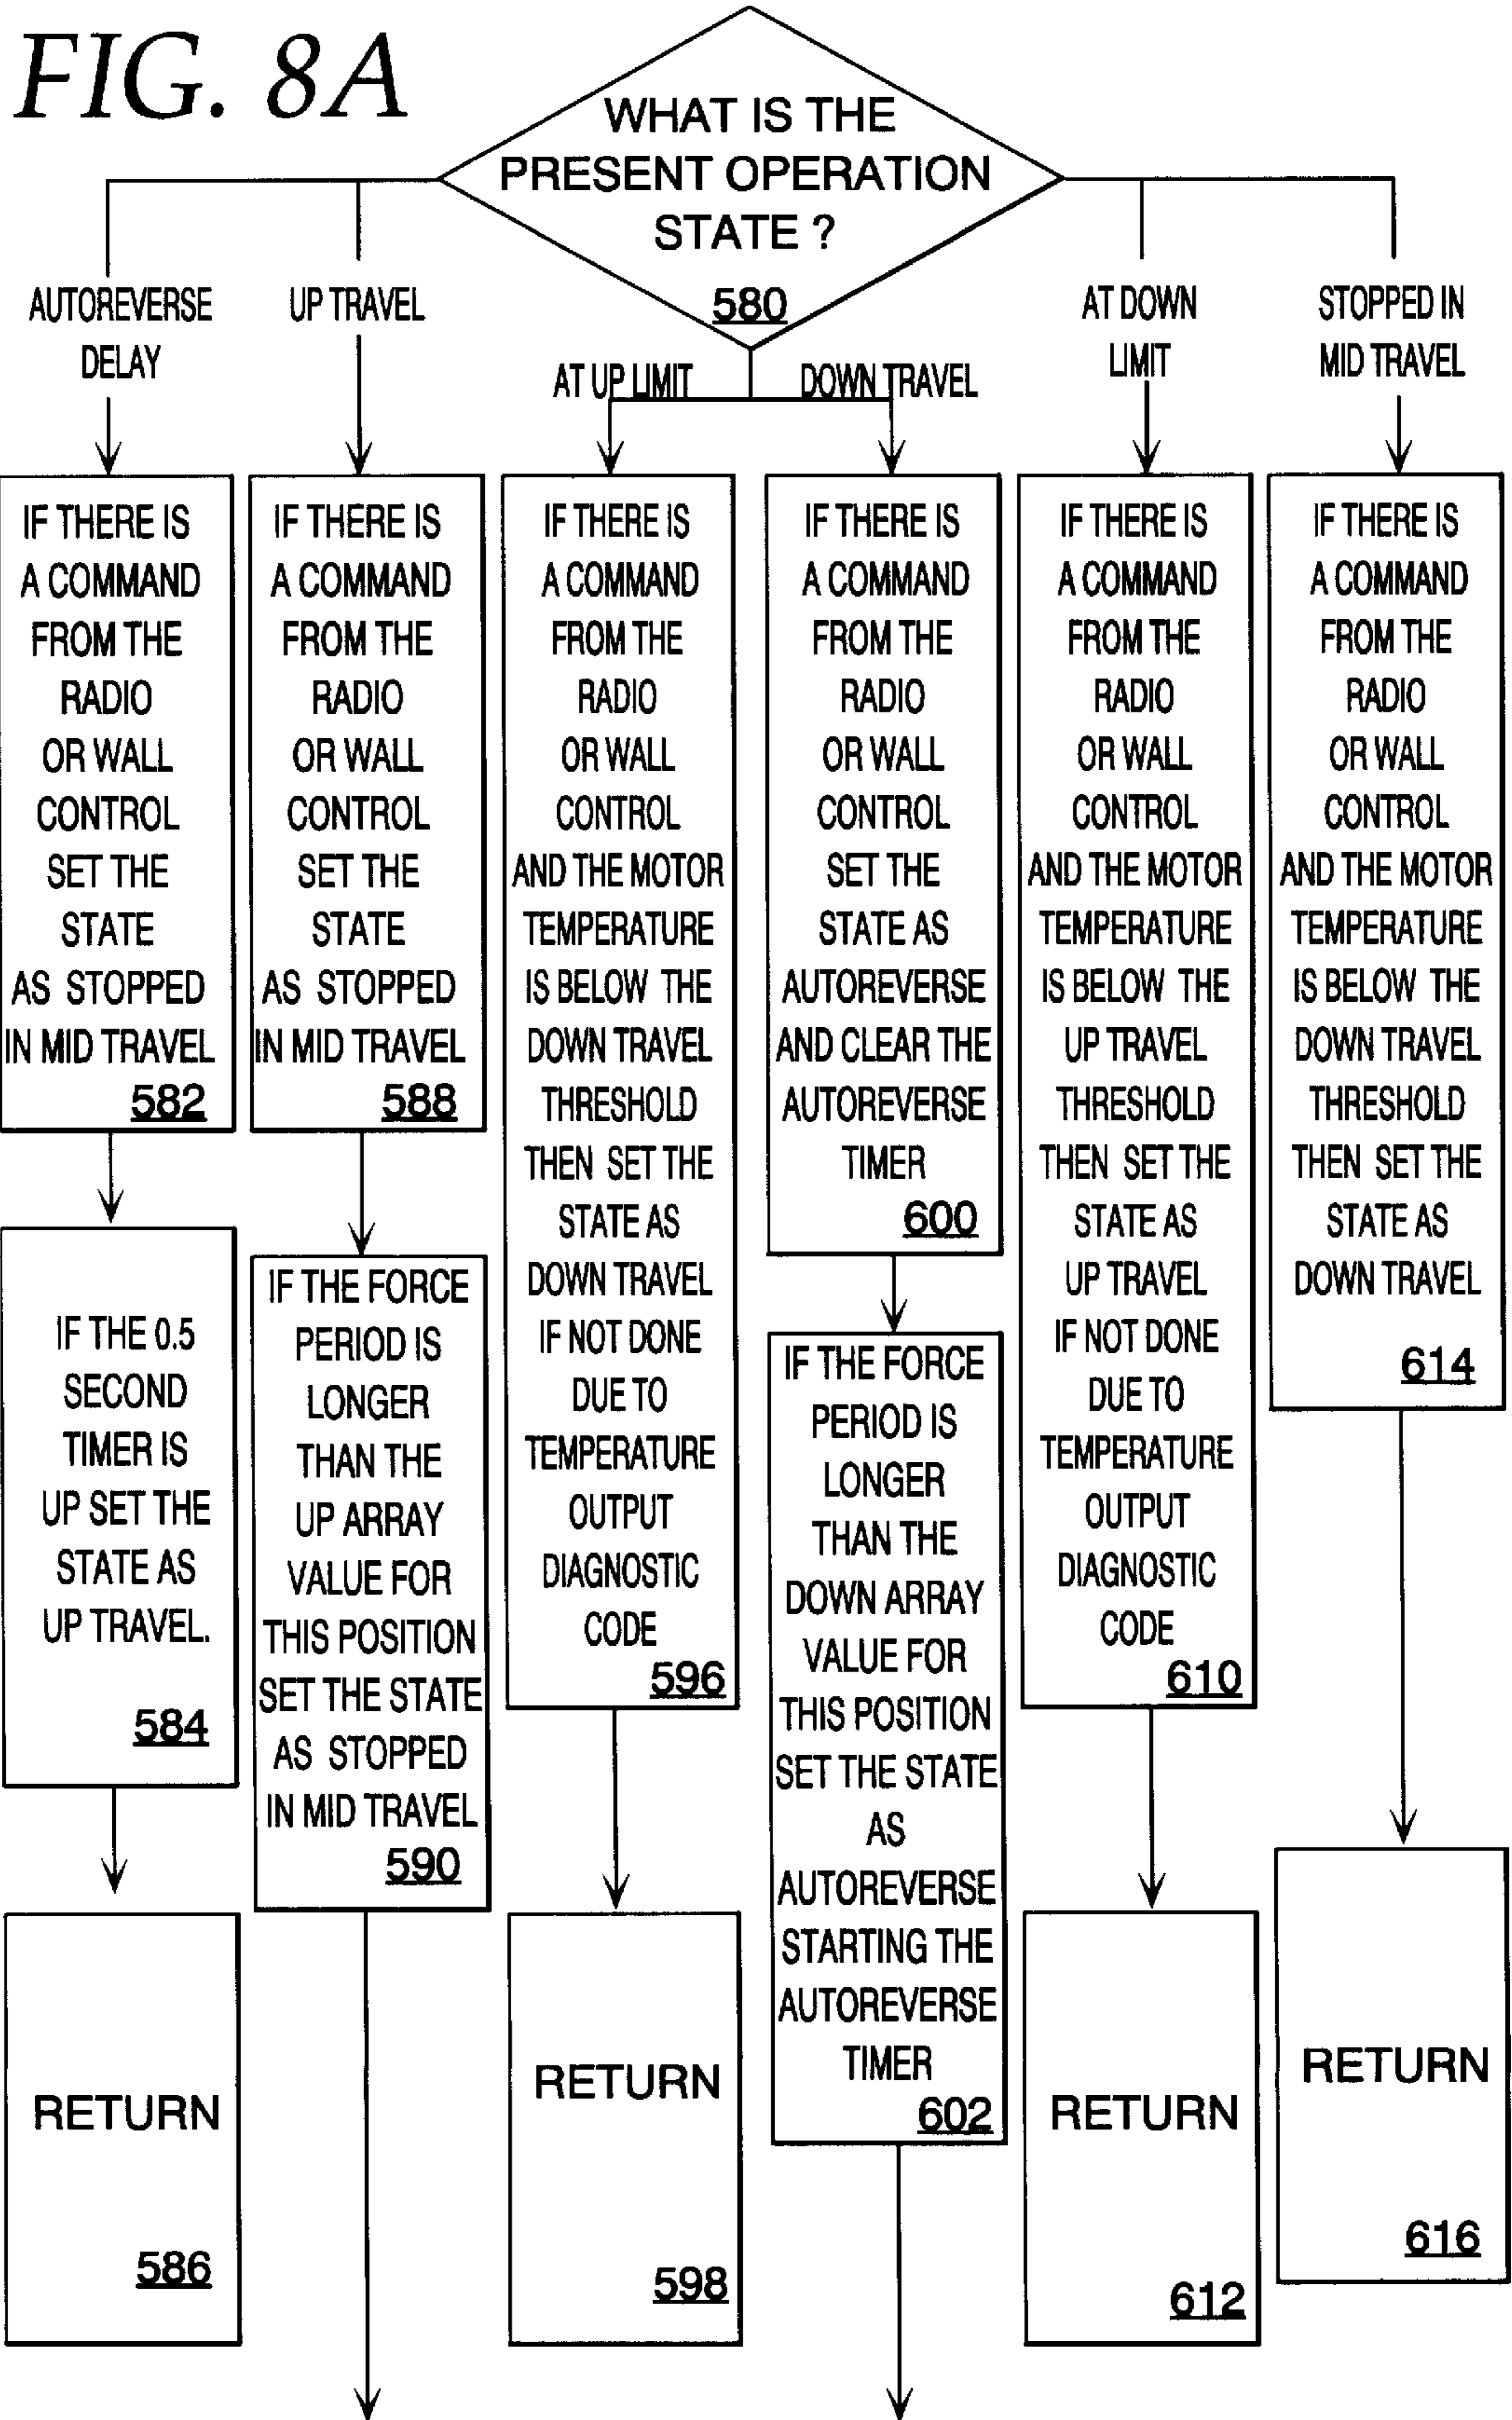 FIG. 8A
WHAT IS THE
PRESENT OPERATION
STATE ?
580
AUTOREVERSE
DELAY
IF THERE IS
A COMMAND
FROM THE
RADIO
OR WALL
CONTROL
SET THE
STATE
AS STOPPED
IN MID TRAVEL
582
IF THE 0.5
SECOND
TIMER IS
UP SET THE
STATE AS
UP TRAVEL.
584
RETURN
586
UP TRAVEL
IF THERE IS
A COMMAND
FROM THE
RADIO
OR WALL
CONTROL
SET THE
STATE
AS STOPPED
IN MID TRAVEL
588
IF THE FORCE
PERIOD IS
LONGER
THAN THE
UP ARRAY
VALUE FOR
THIS POSITION
SET THE STATE
AS STOPPED
IN MID TRAVEL
590
AT UP LIMIT
IF THERE IS
A COMMAND
FROM THE
RADIO
OR WALL
CONTROL
AND THE MOTOR
TEMPERATURE
IS BELOW THE
DOWN TRAVEL
THRESHOLD
THEN SET THE
STATE AS
DOWN TRAVEL
IF NOT DONE
DUE TO
TEMPERATURE
OUTPUT
DIAGNOSTIC
CODE
596
RETURN
598
DOWN TRAVEL
IF THERE IS
A COMMAND
FROM THE
RADIO
OR WALL
CONTROL
SET THE
STATE AS
AUTOREVERSE
AND CLEAR THE
AUTOREVERSE
TIMER
600
IF THE FORCE
PERIOD IS
LONGER
THAN THE
DOWN ARRAY
VALUE FOR
THIS POSITION
SET THE STATE
AS
AUTOREVERSE
STARTING THE
AUTOREVERSE
TIMER
602
AT DOWN
LIMIT
IF THERE IS
A COMMAND
FROM THE
RADIO
OR WALL
CONTROL
AND THE MOTOR
TEMPERATURE
IS BELOW THE
UP TRAVEL
THRESHOLD
THEN SET THE
STATE AS
UP TRAVEL
IF NOT DONE
DUE TO
TEMPERATURE
OUTPUT
DIAGNOSTIC
CODE
610
RETURN
612
STOPPED IN
MID TRAVEL
IF THERE IS
A COMMAND
FROM THE
RADIO
OR WALL
CONTROL
AND THE MOTOR
TEMPERATURE
IS BELOW THE
DOWN TRAVEL
THRESHOLD
THEN SET THE
STATE AS
DOWN TRAVEL
614
RETURN
616